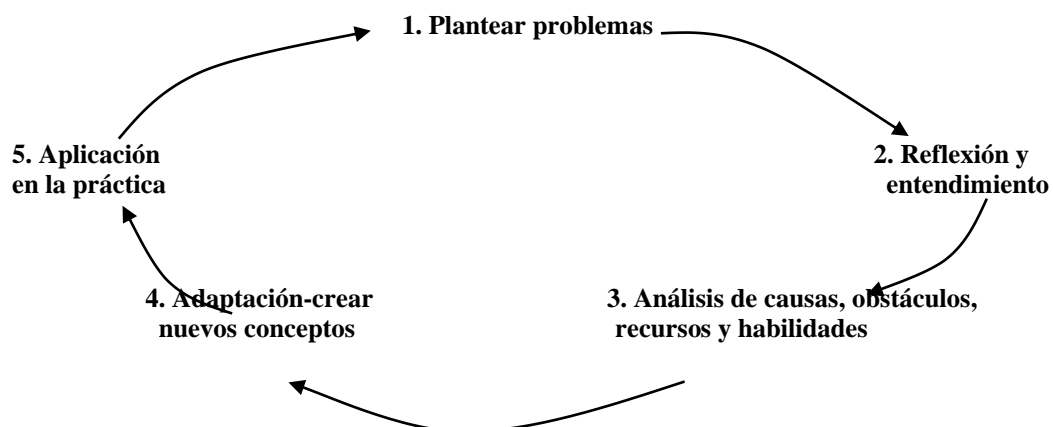 1. Plantear problemas
2. Reflexión y
entendimiento
3. Análisis de causas, obstáculos,
recursos y habilidades
4. Adaptación-crear
nuevos conceptos
5. Aplicación
en la práctica